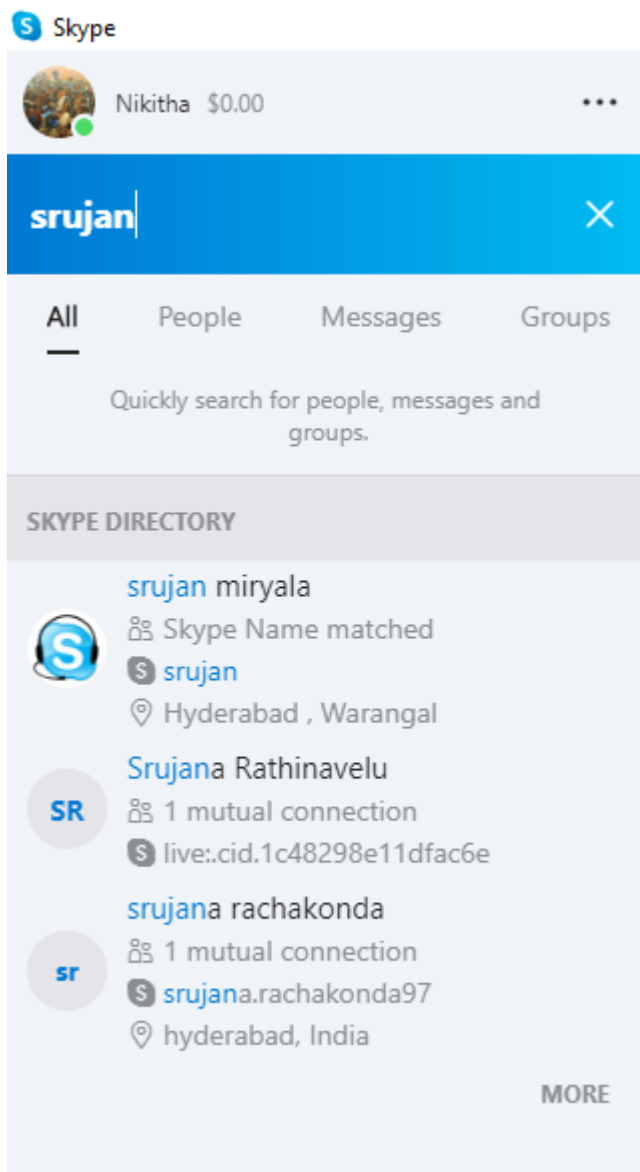 Skype
Nikitha $0.00
srujan
All People Messages Groups
Quickly search for people, messages and
groups.
SKYPE DIRECTORY
srujan miryala
Skype Name matched
srujan
Hyderabad , Warangal
SR
Srujana Rathinavelu
1 mutual connection
live:.cid.1c48298e11dfac6e
sr
srujana rachakonda
1 mutual connection
srujana.rachakonda97
hyderabad, India
MORE